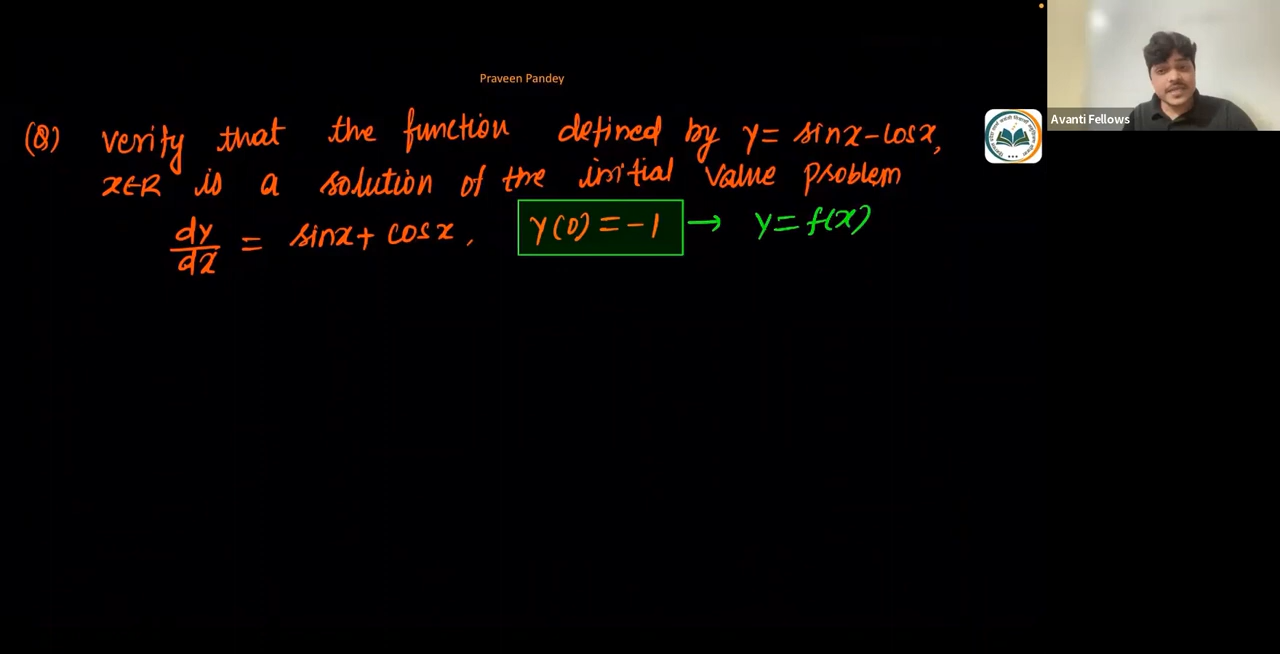 Praveen Pandey
Avanti Fellows
(Q) verify that the function defined by y = sinx - cosx,
x∈R is a solution of the initial value problem
dy/dx = sinx + cosx, y(0) = -1 → y = f(x)